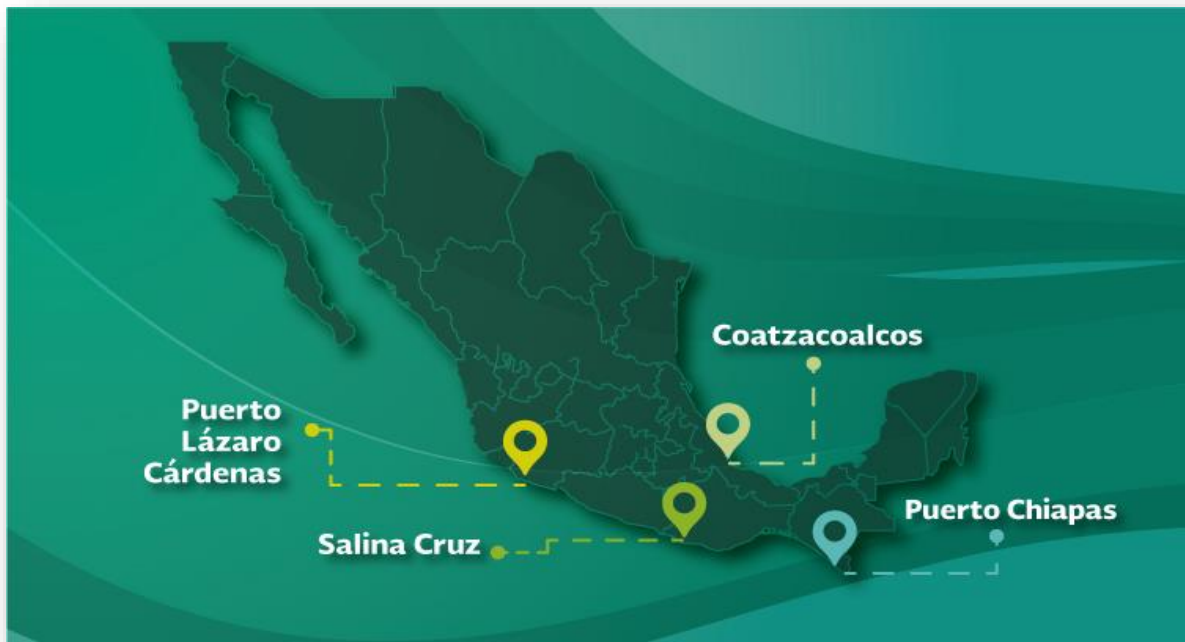 Coatzacoalcos
Puerto
Lázaro
Cárdenas
Puerto Chiapas
Salina Cruz